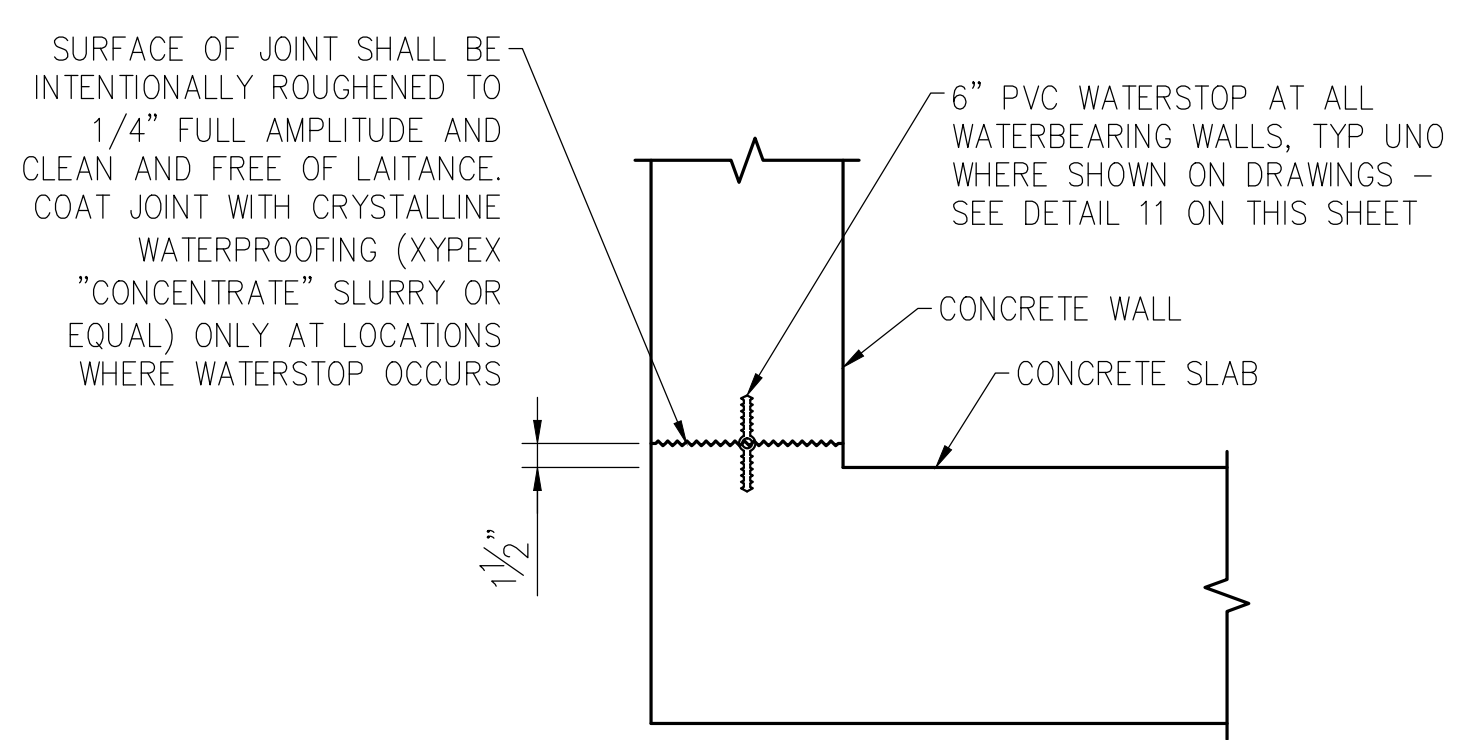 SURFACE OF JOINT SHALL BE
INTENTIONALLY ROUGHENED TO
1/4" FULL AMPLITUDE AND
CLEAN AND FREE OF LAITANCE.
COAT JOINT WITH CRYSTALLINE
WATERPROOFING (XYPEX
"CONCENTRATE" SLURRY OR
EQUAL) ONLY AT LOCATIONS
WHERE WATERSTOP OCCURS
6" PVC WATERSTOP AT ALL
WATERBEARING WALLS, TYP UNO
WHERE SHOWN ON DRAWINGS –
SEE DETAIL 11 ON THIS SHEET
CONCRETE WALL
CONCRETE SLAB
1½"